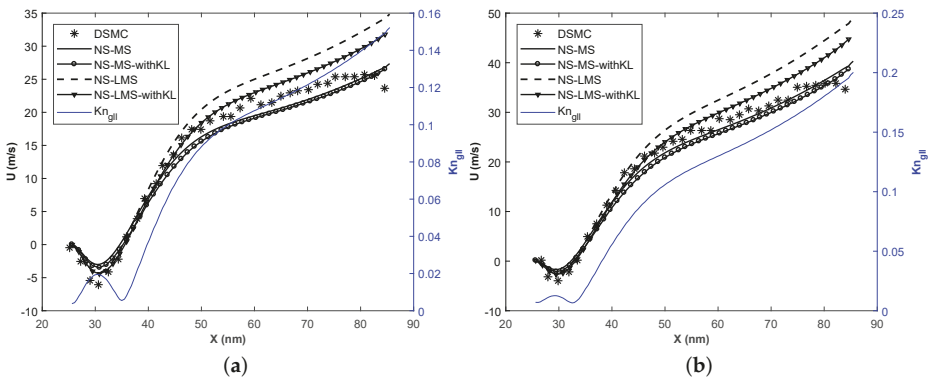 DSMC
NS-MS
NS-MS-withKL
NS-LMS
NS-LMS-withKL
Kn_gll
U (m/s)
35
30
25
20
15
10
5
0
-5
-10
20 30 40 50 60 70 80 90
X (nm)
0.16
0.14
0.12
0.1
0.08
0.06
0.04
0.02
0
Kn_gll
(a)
DSMC
NS-MS
NS-MS-withKL
NS-LMS
NS-LMS-withKL
Kn_gll
U (m/s)
50
40
30
20
10
0
-10
20 30 40 50 60 70 80 90
X (nm)
0.25
0.2
0.15
0.1
0.05
0
Kn_gll
(b)